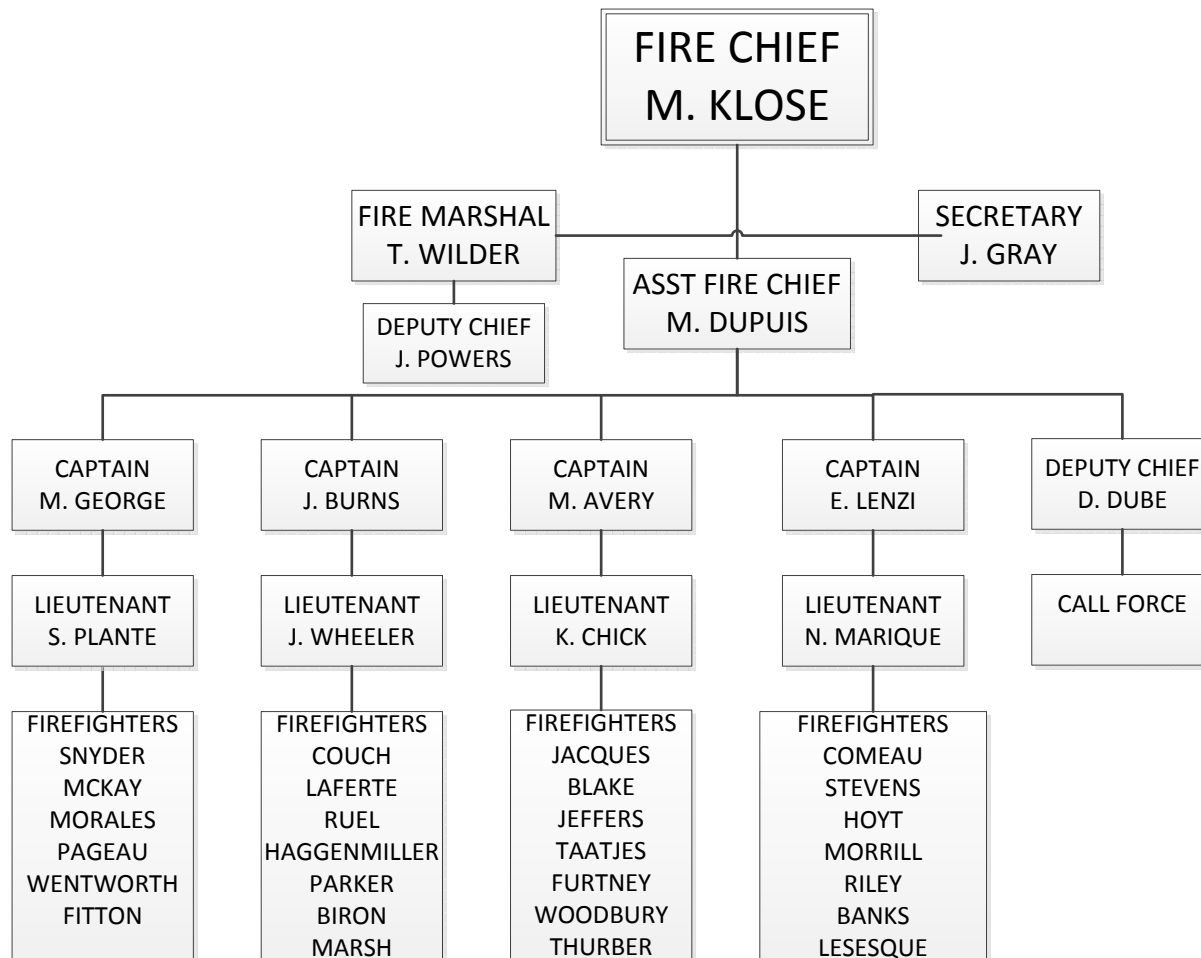 FIRE CHIEF
M. KLOSE
FIRE MARSHAL
T. WILDER
SECRETARY
J. GRAY
ASST FIRE CHIEF
M. DUPUIS
DEPUTY CHIEF
J. POWERS
CAPTAIN
M. GEORGE
CAPTAIN
J. BURNS
CAPTAIN
M. AVERY
CAPTAIN
E. LENZI
DEPUTY CHIEF
D. DUBE
LIEUTENANT
S. PLANTE
LIEUTENANT
J. WHEELER
LIEUTENANT
K. CHICK
LIEUTENANT
N. MARIQUE
CALL FORCE
FIREFIGHTERS
SNYDER
MCKAY
MORALES
PAGEAU
WENTWORTH
FITTON
FIREFIGHTERS
COUCH
LAFERTE
RUEL
HAGGENMILLER
PARKER
BIRON
MARSH
FIREFIGHTERS
JACQUES
BLAKE
JEFFERS
TAATJES
FURTNEY
WOODBURY
THURBER
FIREFIGHTERS
COMEAU
STEVENS
HOYT
MORRILL
RILEY
BANKS
LESESQUE